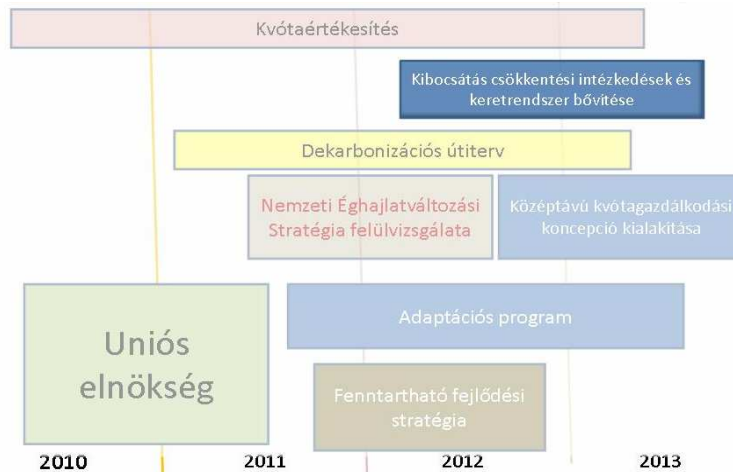 Kvótaértékesítés
Kibocsátás csökkentési intézkedések és
keretrendszer bővítése
Dekarbonizációs útiterv
Nemzeti Éghajlatváltozási
Stratégia felülvizsgálata
Középtávú kvótagazdálkodási
koncepció kialakítása
Uniós
elnökség
Adaptációs program
Fenntartható fejlődési
stratégia
2010 2011 2012 2013